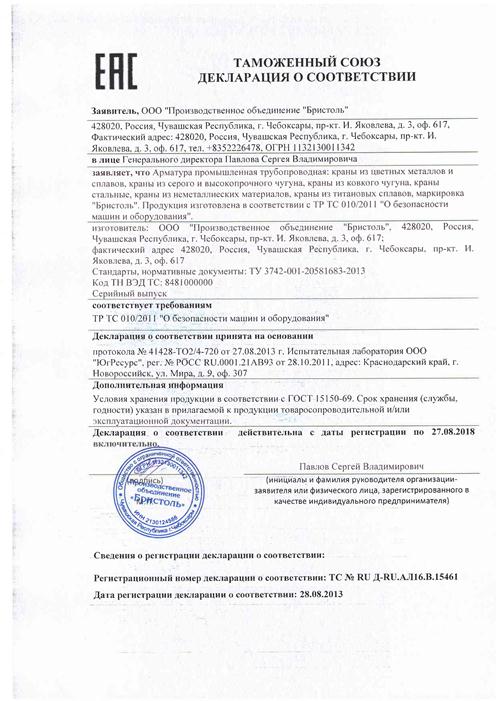 ЕАС
ТАМОЖЕННЫЙ СОЮЗ
ДЕКЛАРАЦИЯ О СООТВЕТСТВИИ
Заявитель, ООО "Производственное объединение "Бристоль"
428020, Россия, Чувашская Республика, г. Чебоксары, пр-кт. И. Яковлева, д. 3, оф. 617,
Фактический адрес: 428020, Россия, Чувашская Республика, г. Чебоксары, пр-кт. И.
Яковлева, д. 3, оф. 617, тел. +8352226478, ОГРН 1132130011342
в лице Генерального директора Павлова Сергея Владимировича
заявляет, что Арматура промышленная трубопроводная: краны из цветных металлов и
сплавов, краны из серого и высокопрочного чугуна, краны из ковкого чугуна, краны
стальные, краны из неметаллических материалов, краны из титановых сплавов, маркировка
"Бристоль". Продукция изготовлена в соответствии с ТР ТС 010/2011 "О безопасности
машин и оборудования".
изготовитель: ООО "Производственное объединение "Бристоль", 428020, Россия,
Чувашская Республика, г. Чебоксары, пр-кт. И. Яковлева, д. 3, оф. 617;
фактический адрес 428020, Россия, Чувашская Республика, г. Чебоксары, пр-кт. И.
Яковлева, д. 3, оф. 617
Стандарты, нормативные документы: ТУ 3742-001-20581683-2013
Код ТН ВЭД ТС: 8481000000
Серийный выпуск
соответствует требованиям
ТР ТС 010/2011 "О безопасности машин и оборудования"
Декларация о соответствии принята на основании
протокола № 41428-ТО2/4-720 от 27.08.2013 г. Испытательная лаборатория ООО
"ЮгРесурс", рег. № РОСС RU.0001.21АВ93 от 28.10.2011, адрес: Краснодарский край, г.
Новороссийск, ул. Мира, д. 9, оф. 307
Дополнительная информация
Условия хранения продукции в соответствии с ГОСТ 15150-69. Срок хранения (службы,
годности) указан в прилагаемой к продукции товаросопроводительной и/или
эксплуатационной документации.
Декларация о соответствии действительна с даты регистрации по 27.08.2018
включительно.
Павлов Сергей Владимирович
(подпись)
(инициалы и фамилия руководителя организации-
заявителя или физического лица, зарегистрированного в
качестве индивидуального предпринимателя)
Общество с ограниченной ответственностью
ОГРН 1132130011342
Производственное
объединение
"БРИСТОЛЬ"
Чувашская Республика г.Чебоксары
Сведения о регистрации декларации о соответствии:
Регистрационный номер декларации о соответствии: ТС № RU Д-RU.АЛ16.В.15461
Дата регистрации декларации о соответствии: 28.08.2013